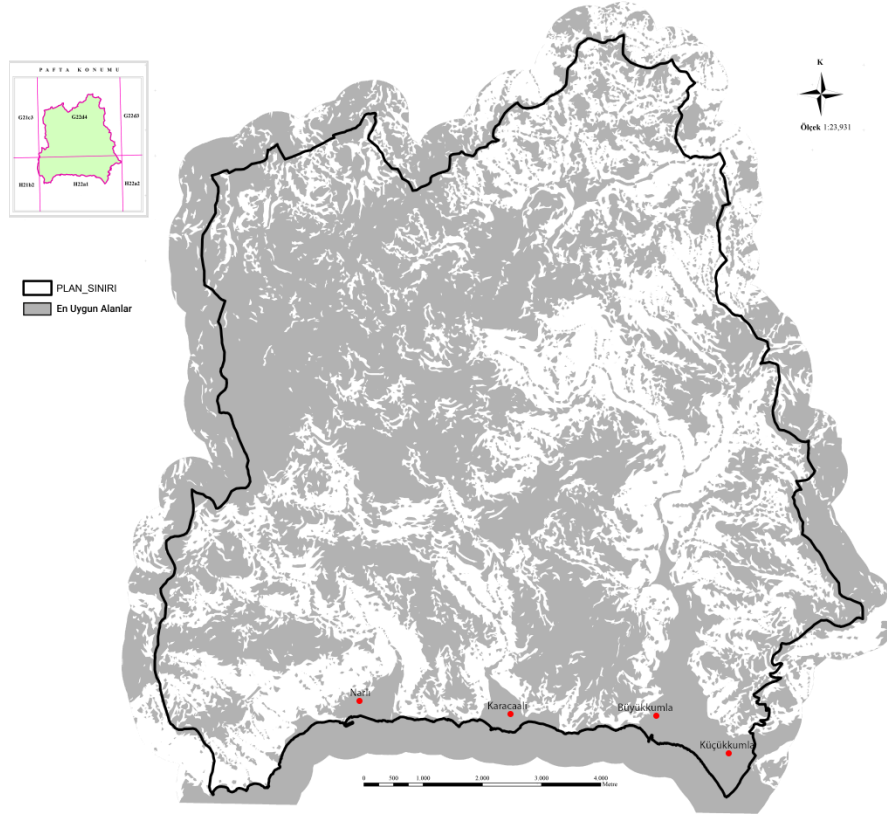 PAFTA KONUMU
G21c3
G22d4
G22d3
H21b2
H22a1
H22a2
K
Ölçek 1:23,931
PLAN_SINIRI
En Uygun Alanlar
Narlı
Karacaali
Büyükkumla
Küçükkumla
0 500 1.000 2.000 3.000 4.000
Metre